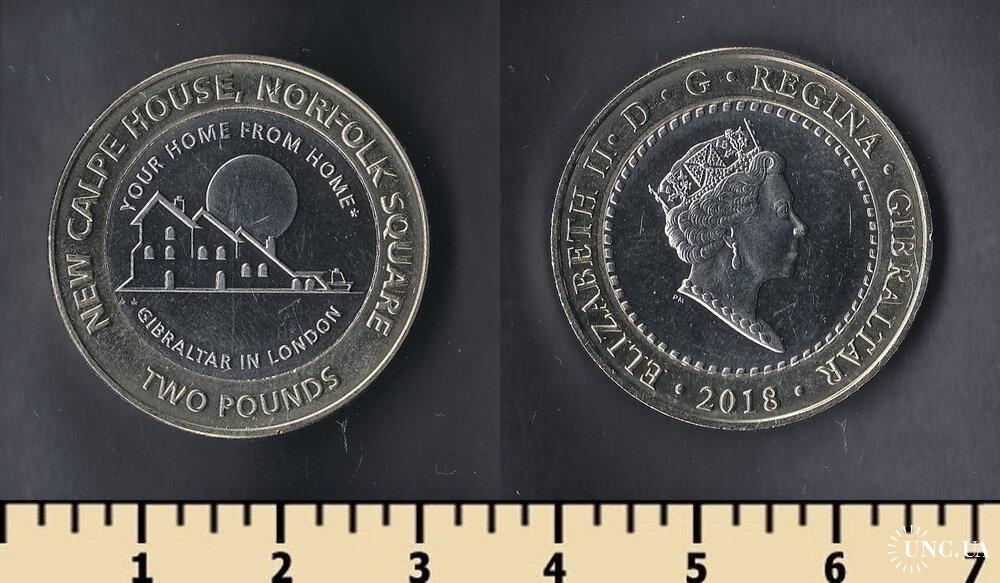 NEW CALPE HOUSE, NORFOLK SQUARE
YOUR HOME FROM HOME*
GIBRALTAR IN LONDON
TWO POUNDS
ELIZABETH II · D · G · REGINA · GIBRALTAR
· 2018 ·
PM
1 2 3 4 5 6 7
UNC.UA